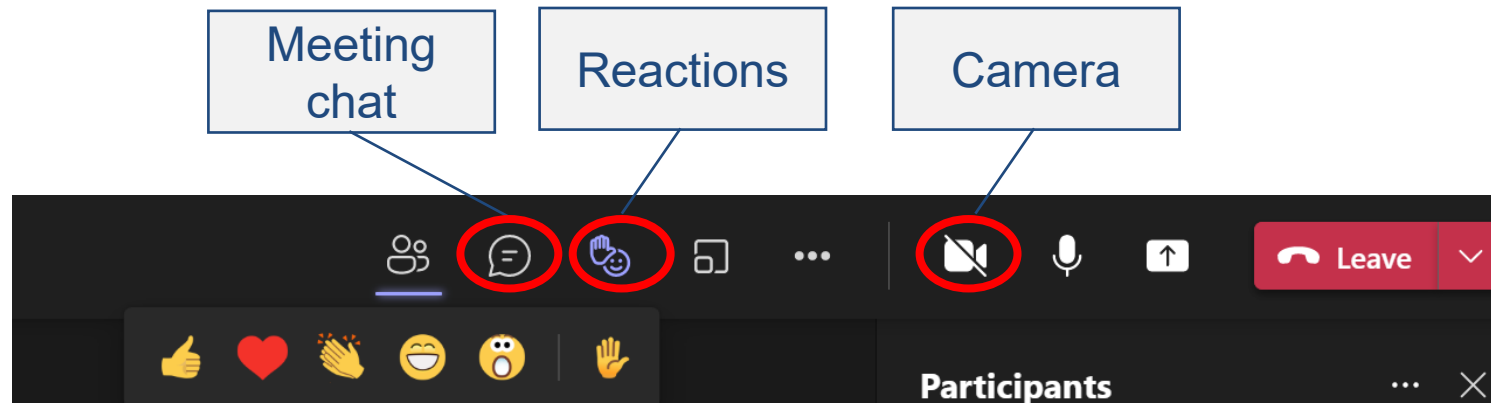 Meeting
chat
Reactions
Camera
Leave
Participants